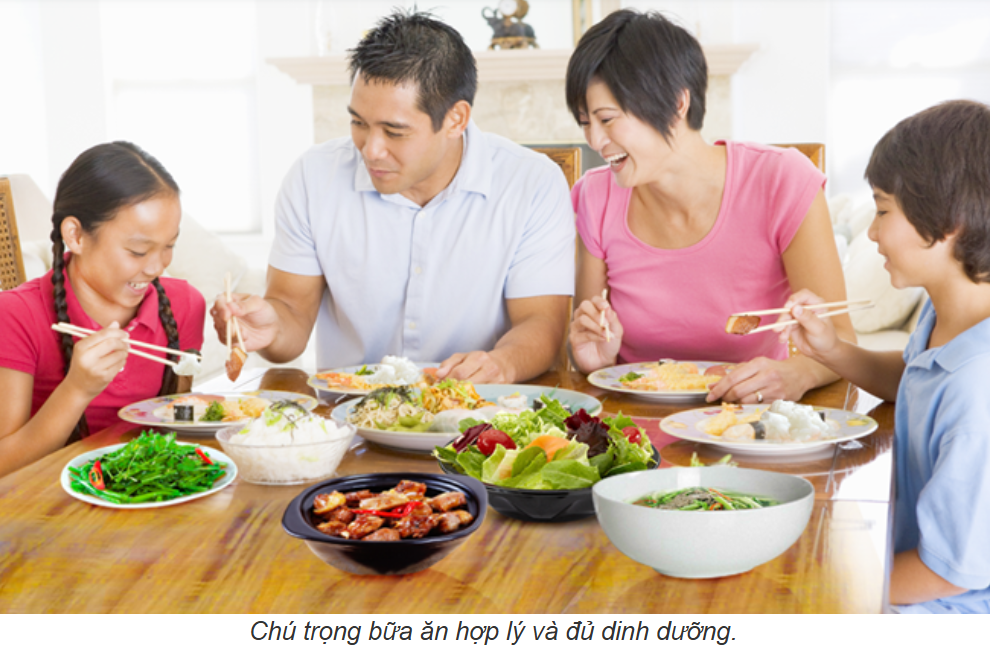 Chú trọng bữa ăn hợp lý và đủ dinh dưỡng.